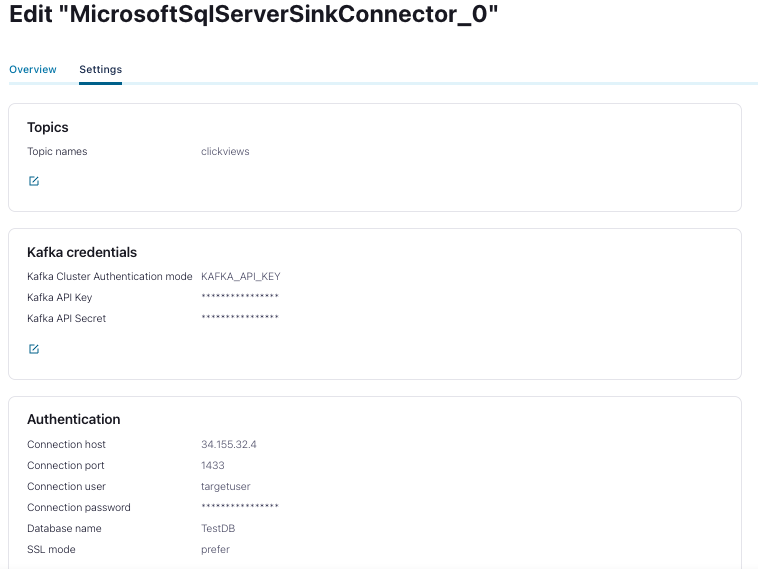 Edit "MicrosoftSqlServerSinkConnector_0"
Overview Settings
Topics
Topic names clickviews
Kafka credentials
Kafka Cluster Authentication mode KAFKA_API_KEY
Kafka API Key ****************
Kafka API Secret ****************
Authentication
Connection host 34.155.32.4
Connection port 1433
Connection user targetuser
Connection password ****************
Database name TestDB
SSL mode prefer